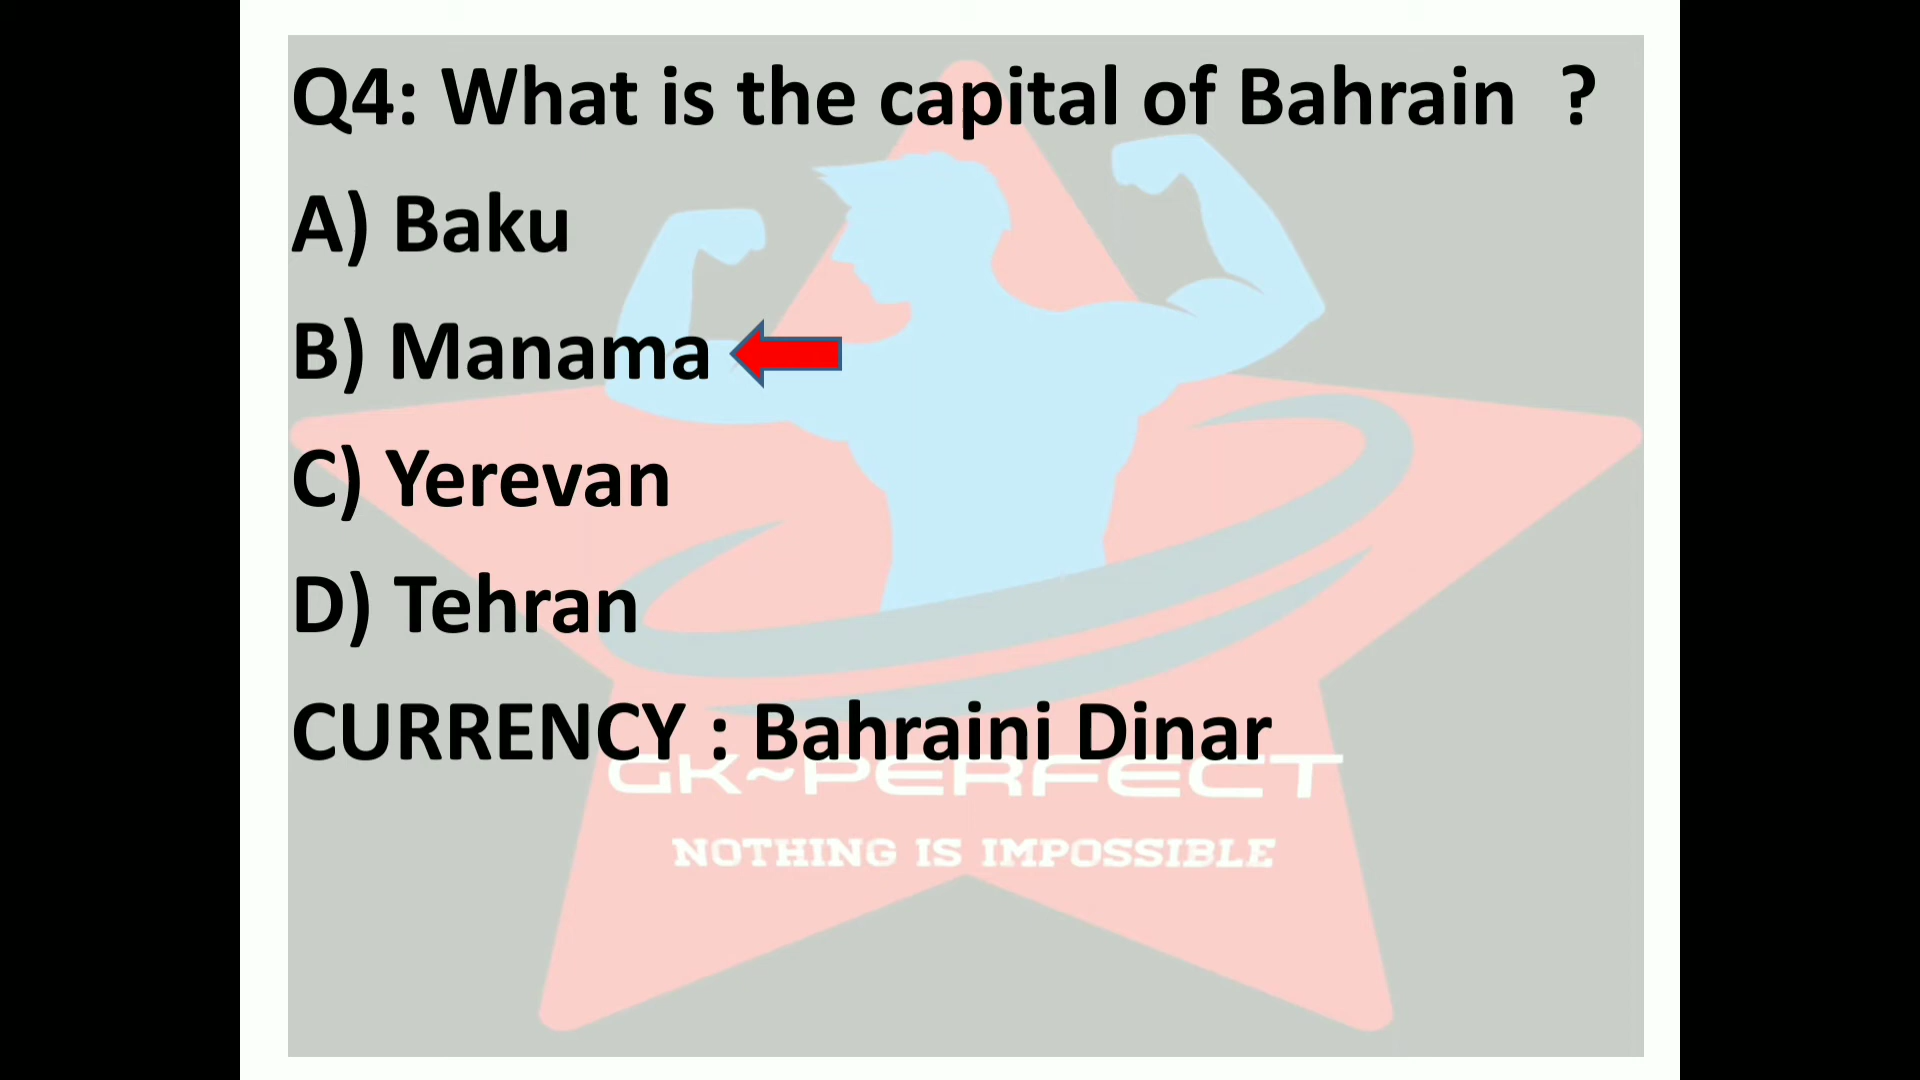 Q4: What is the capital of Bahrain ?
A) Baku
B) Manama
C) Yerevan
D) Tehran
CURRENCY : Bahraini Dinar
GK~PERFECT
NOTHING IS IMPOSSIBLE